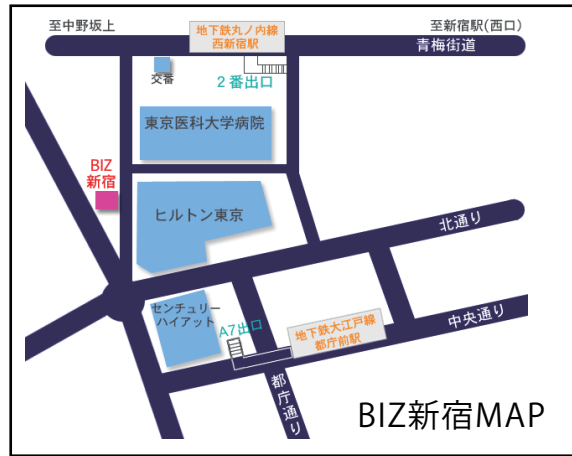 至中野坂上
地下鉄丸ノ内線
西新宿駅
至新宿駅(西口)
青梅街道
交番
2番出口
東京医科大学病院
BIZ
新宿
ヒルトン東京
北通り
センチュリー
ハイアット
A7出口
地下鉄大江戸線
都庁前駅
中央通り
都庁通り
BIZ新宿MAP